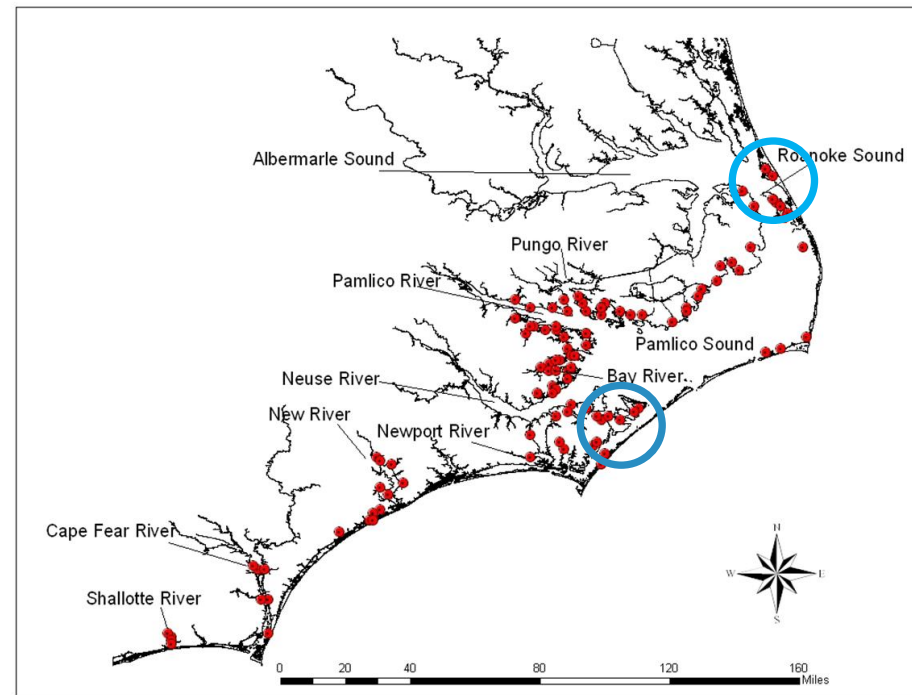 Albermarle Sound
Roanoke Sound
Pungo River
Pamlico River
Pamlico Sound
Neuse River
Bay River..
New River
Newport River
Cape Fear River
Shallotte River
N
W
E
S
0 20 40 80 120 160
Miles